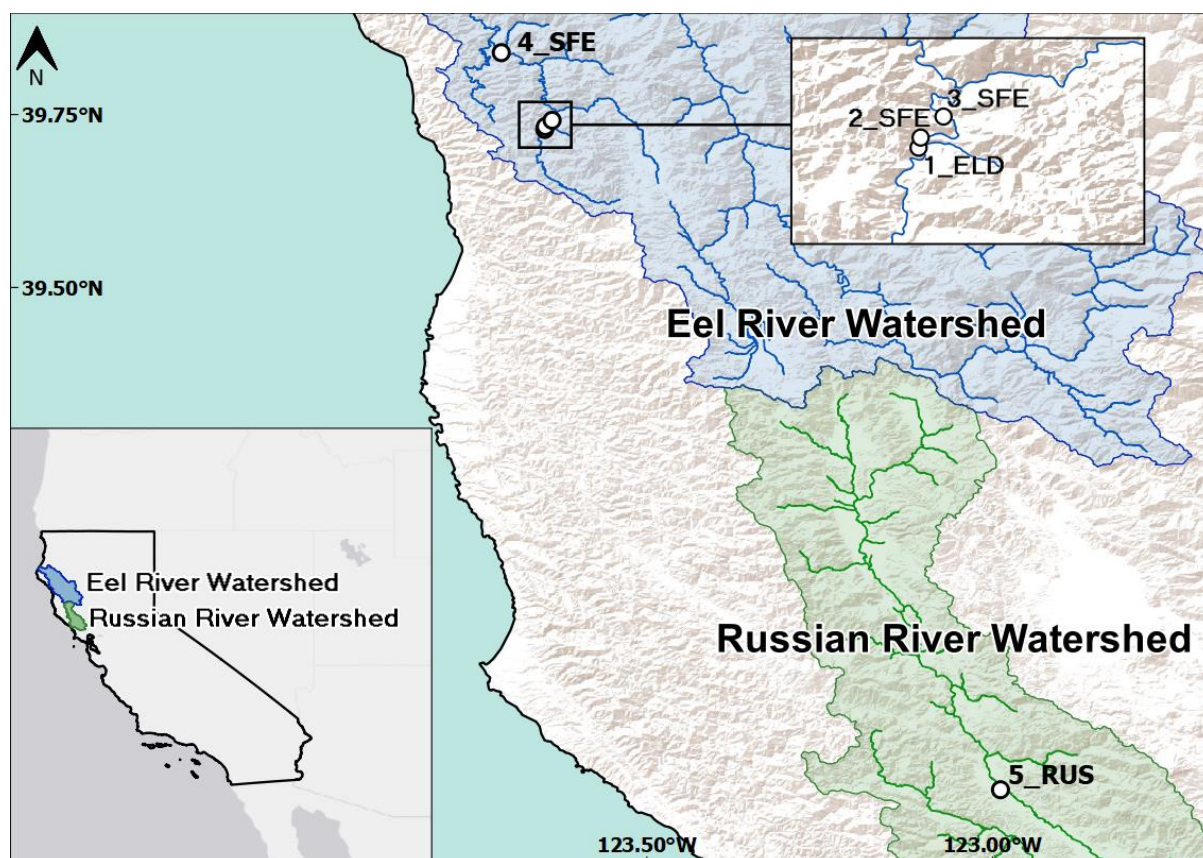 N
39.75°N
39.50°N
4_SFE
3_SFE
2_SFE
1_ELD
Eel River Watershed
Russian River Watershed
5_RUS
Eel River Watershed
Russian River Watershed
123.50°W
123.00°W